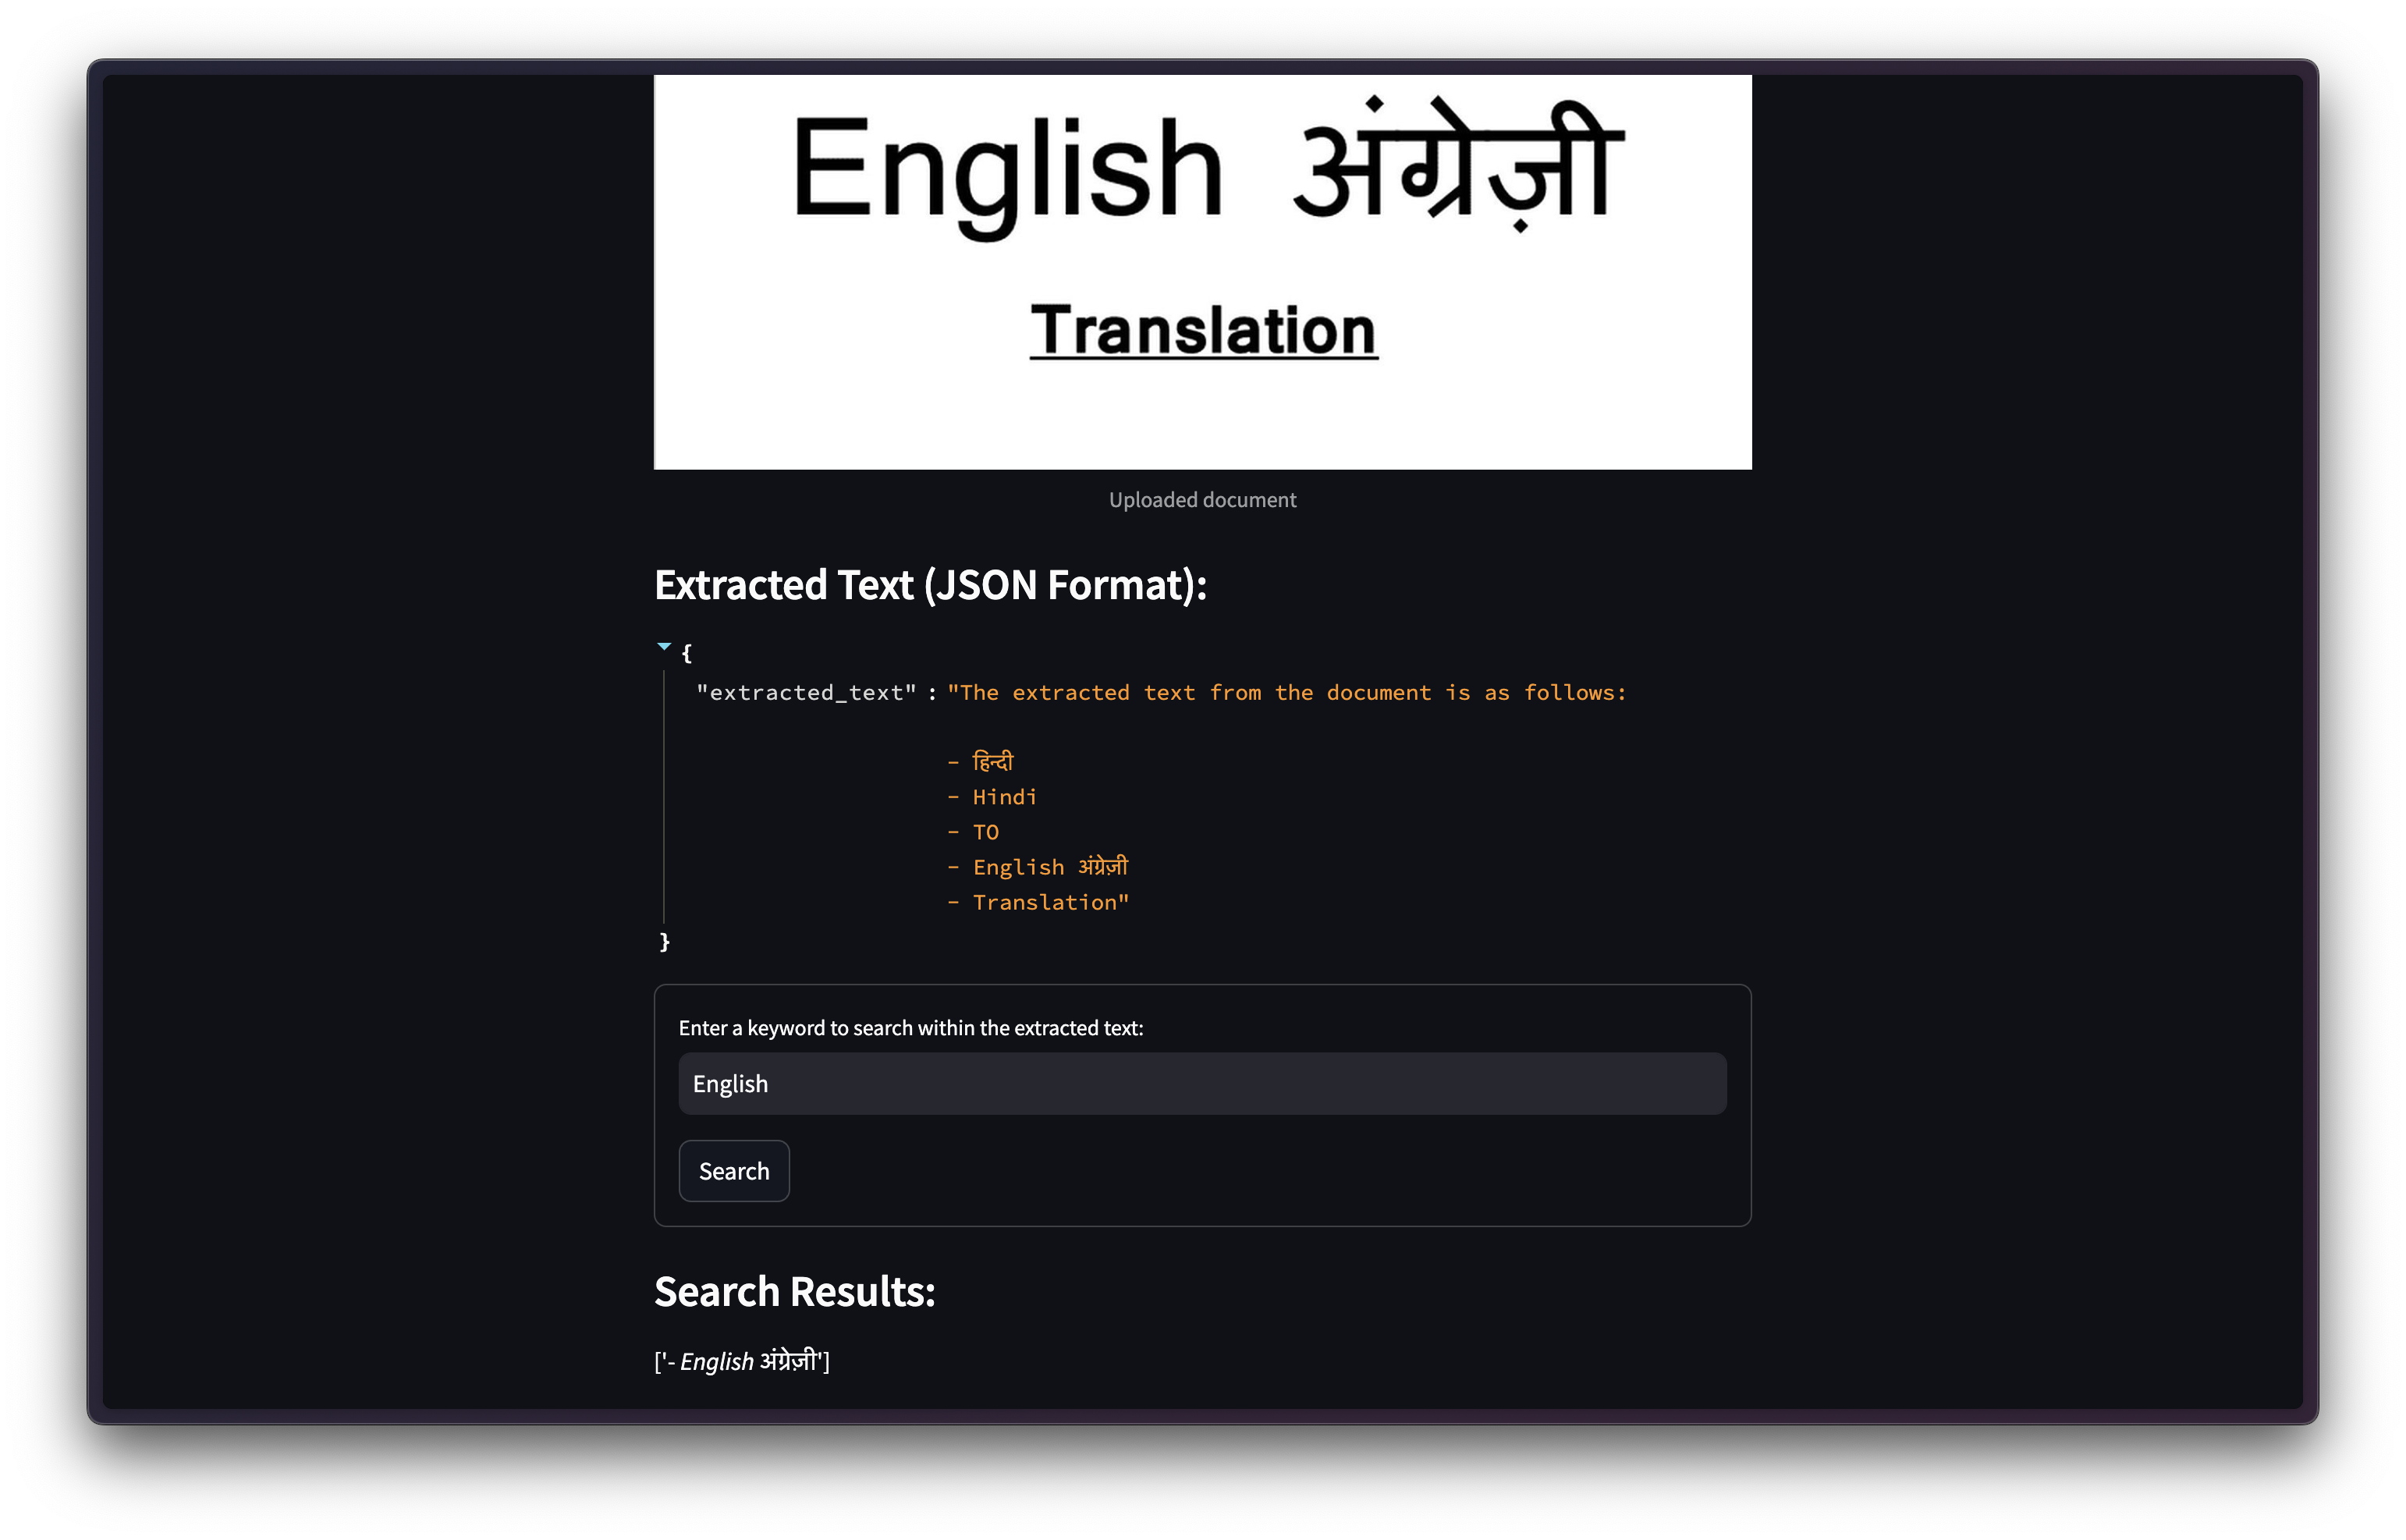 English अंग्रेज़ी
Translation
Uploaded document
Extracted Text (JSON Format):
{
"extracted_text" : "The extracted text from the document is as follows:
- हिन्दी
- Hindi
- TO
- English अंग्रेज़ी
- Translation"
}
Enter a keyword to search within the extracted text:
English
Search
Search Results:
['- English अंग्रेज़ी']